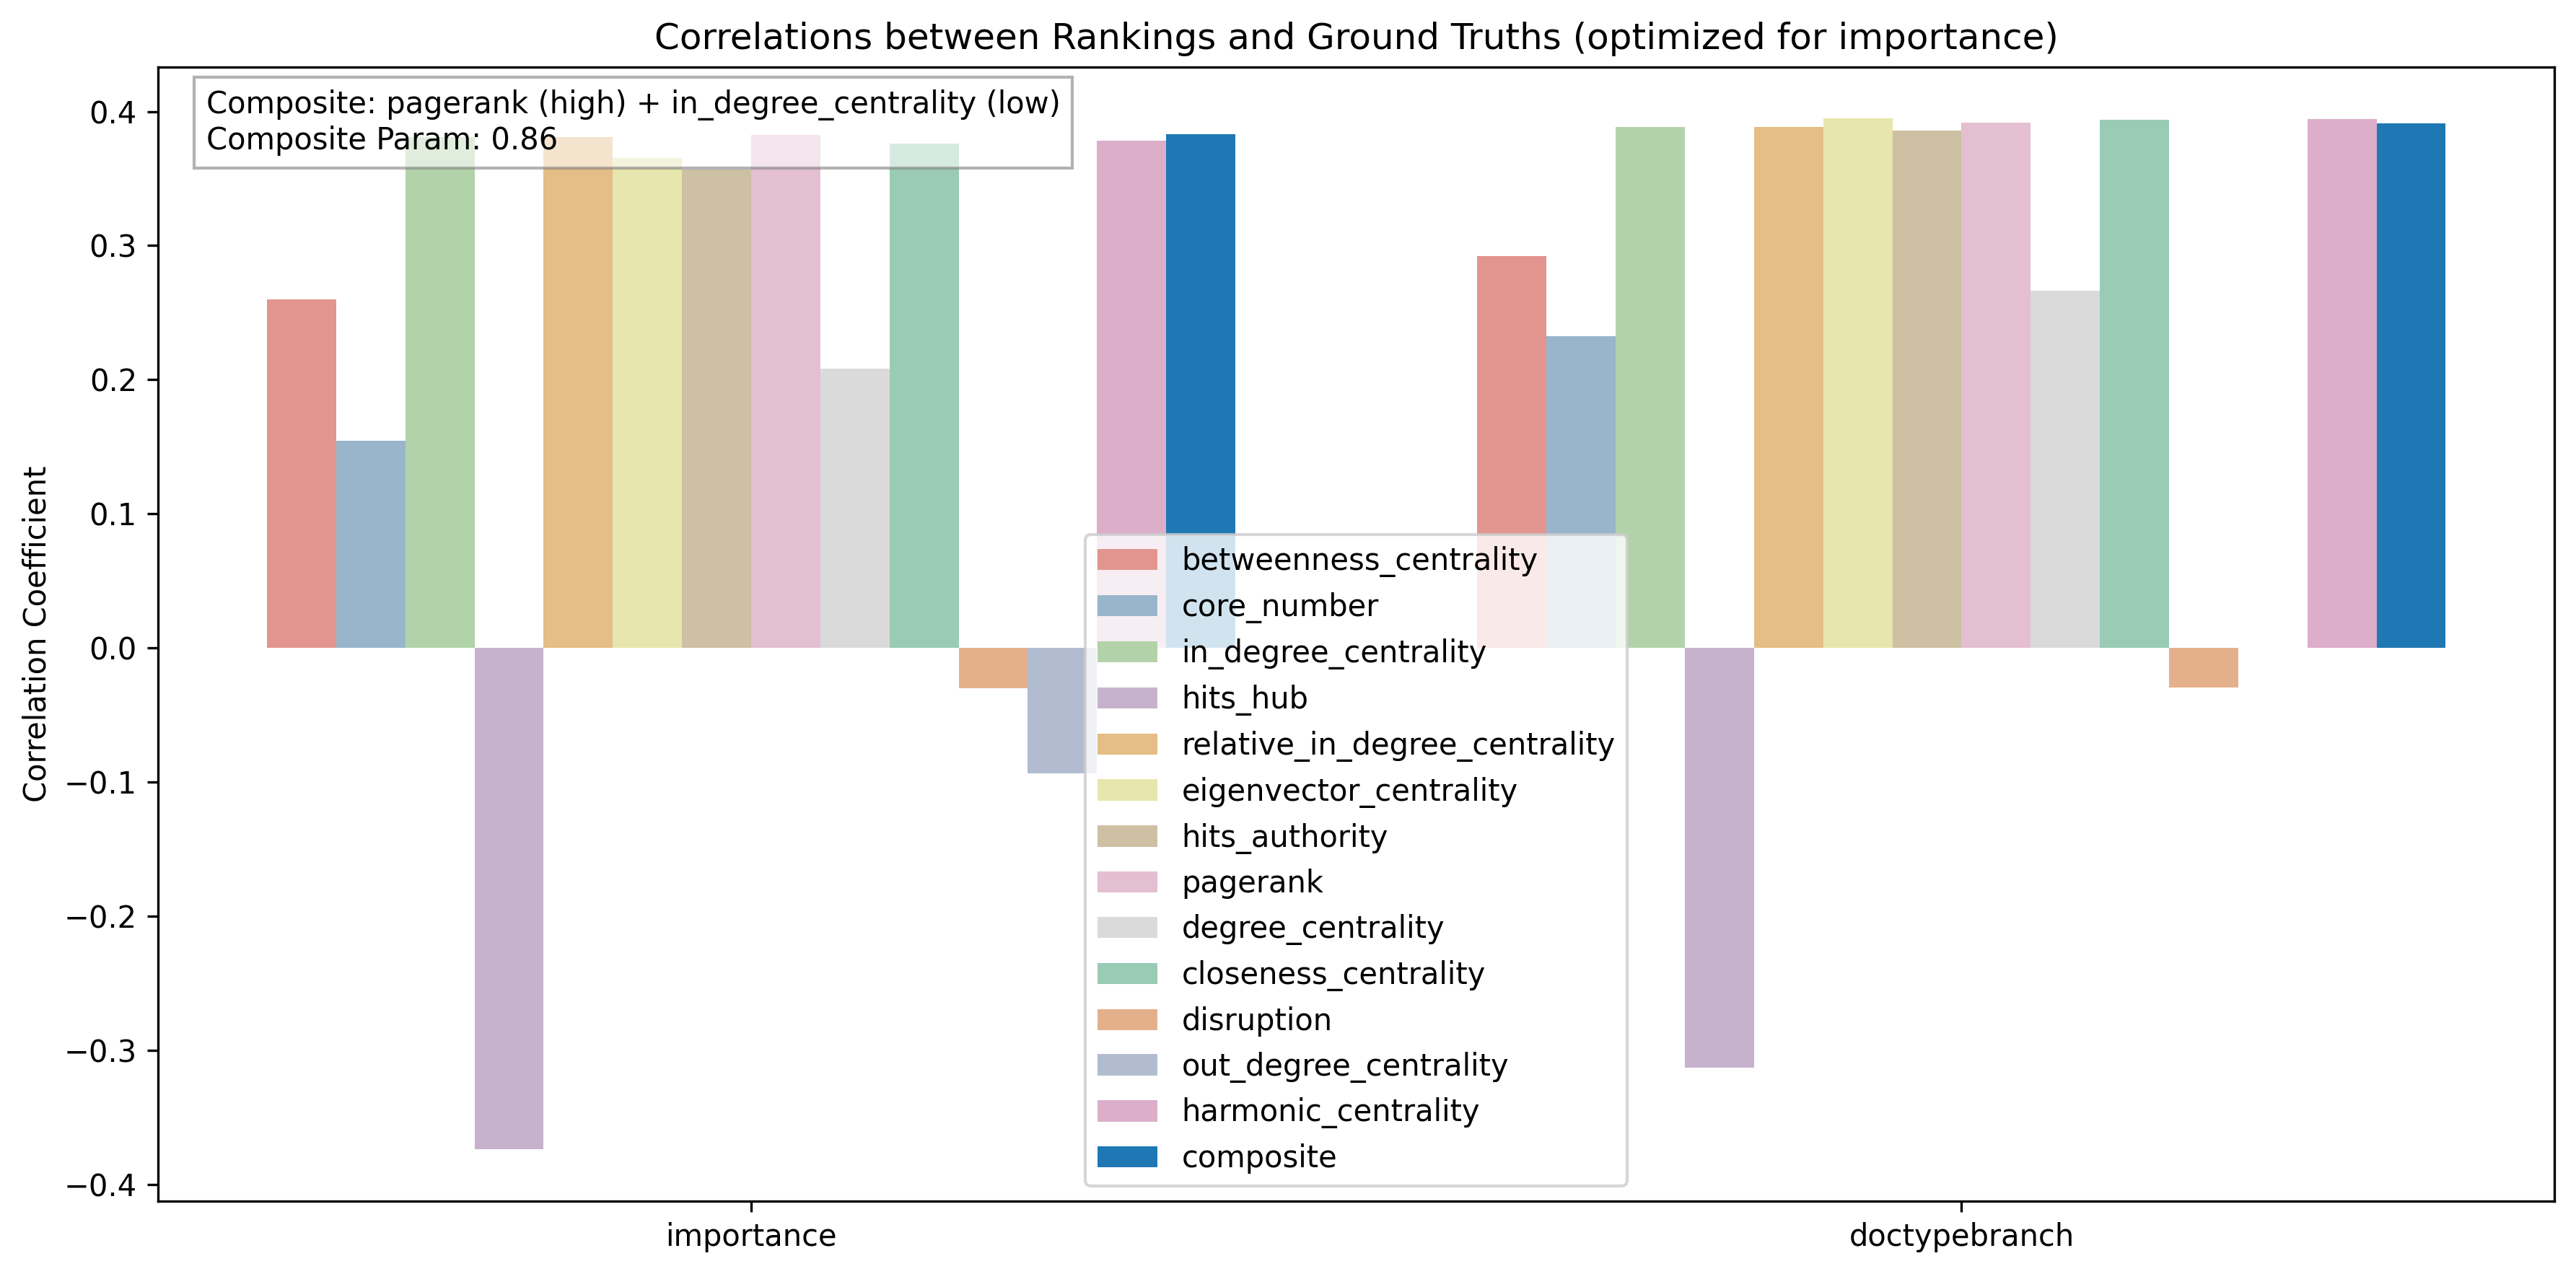 Correlations between Rankings and Ground Truths (optimized for importance)
Composite: pagerank (high) + in_degree_centrality (low)
Composite Param: 0.86
Correlation Coefficient
0.4
0.3
0.2
0.1
0.0
−0.1
−0.2
−0.3
−0.4
betweenness_centrality
core_number
in_degree_centrality
hits_hub
relative_in_degree_centrality
eigenvector_centrality
hits_authority
pagerank
degree_centrality
closeness_centrality
disruption
out_degree_centrality
harmonic_centrality
composite
importance
doctypebranch